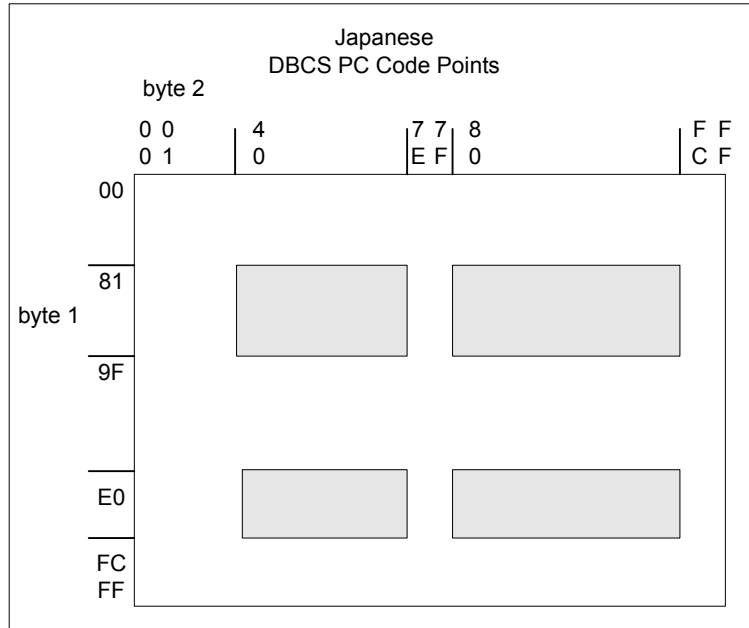 Japanese
DBCS PC Code Points
byte 2
0 0 4 7 7 8 F F
0 1 0 E F 0 C F
00
81
byte 1
9F
E0
FC
FF